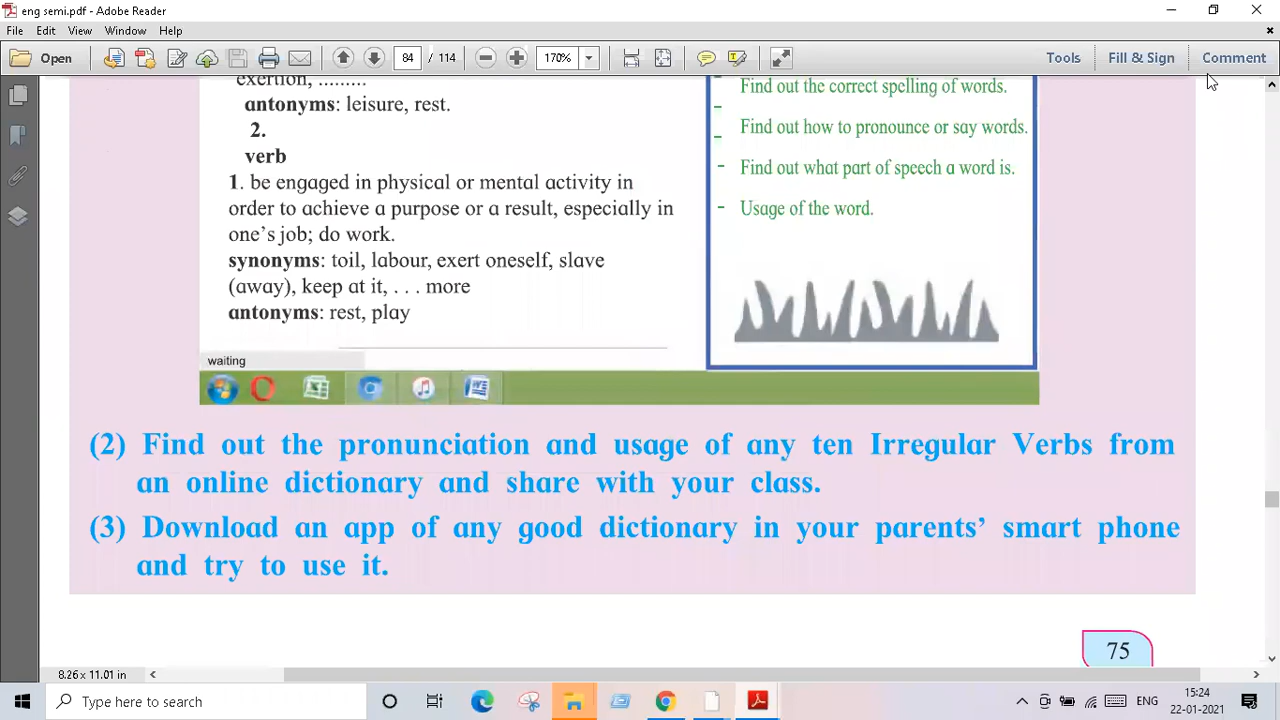 eng semi.pdf - Adobe Reader
File Edit View Window Help
Open 84 / 114 170% Tools Fill & Sign Comment
exertion, .........
antonyms: leisure, rest.
2.
verb
1. be engaged in physical or mental activity in
order to achieve a purpose or a result, especially in
one's job; do work.
synonyms: toil, labour, exert oneself, slave
(away), keep at it, . . . more
antonyms: rest, play
waiting
Find out the correct spelling of words.
- Find out how to pronounce or say words.
- Find out what part of speech a word is.
- Usage of the word.
(2) Find out the pronunciation and usage of any ten Irregular Verbs from
an online dictionary and share with your class.
(3) Download an app of any good dictionary in your parents' smart phone
and try to use it.
75
8.26 x 11.01 in
Type here to search
ENG
15:24
22-01-2021